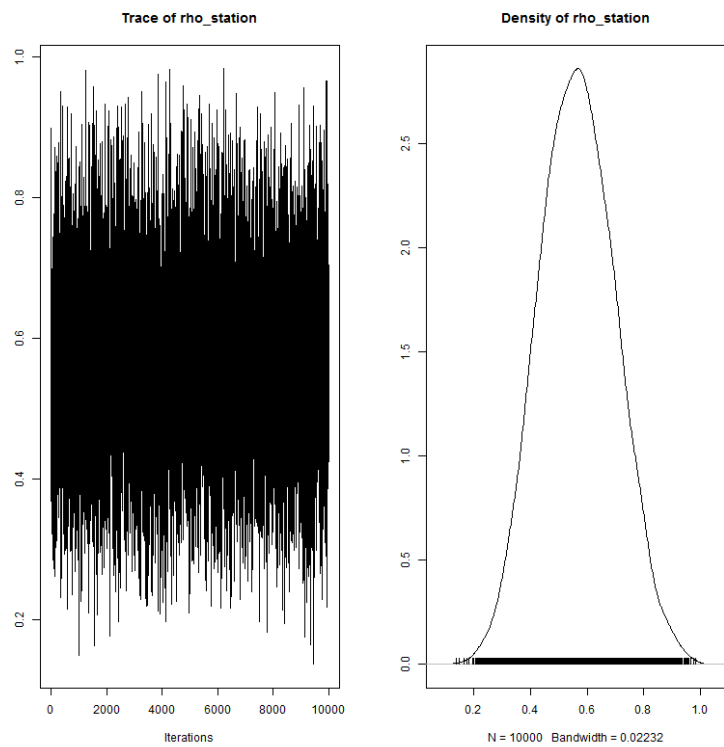 Trace of rho_station
1.0
0.8
0.6
0.4
0.2
0 2000 4000 6000 8000 10000
Iterations
Density of rho_station
2.5
2.0
1.5
1.0
0.5
0.0
0.2 0.4 0.6 0.8 1.0
N = 10000 Bandwidth = 0.02232